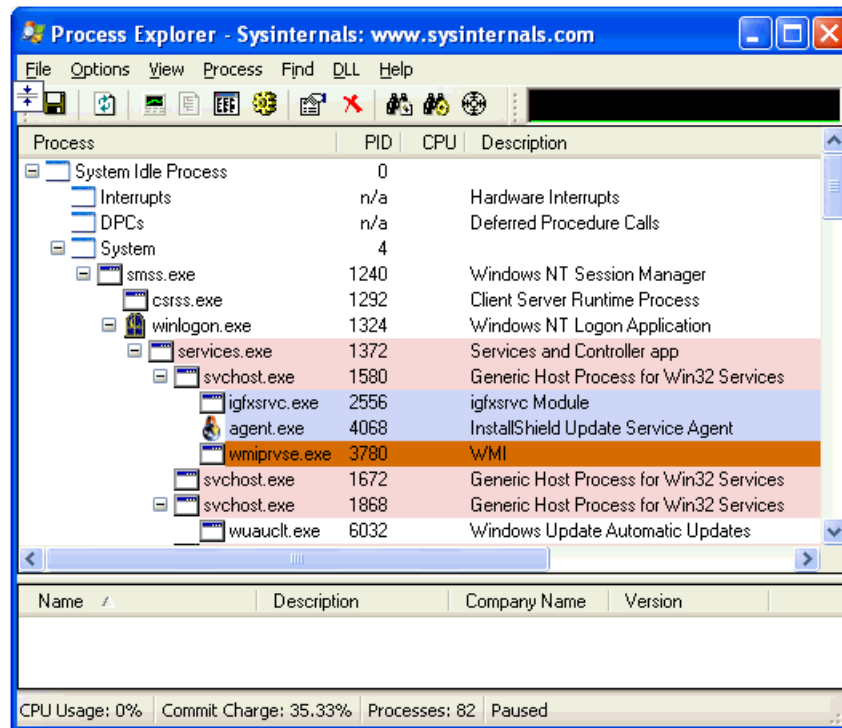 Process Explorer - Sysinternals: www.sysinternals.com
File Options View Process Find DLL Help
Process PID CPU Description
System Idle Process 0
Interrupts n/a Hardware Interrupts
DPCs n/a Deferred Procedure Calls
System 4
smss.exe 1240 Windows NT Session Manager
csrss.exe 1292 Client Server Runtime Process
winlogon.exe 1324 Windows NT Logon Application
services.exe 1372 Services and Controller app
svchost.exe 1580 Generic Host Process for Win32 Services
igfxsrvc.exe 2556 igfxsrvc Module
agent.exe 4068 InstallShield Update Service Agent
wmiprvse.exe 3780 WMI
svchost.exe 1672 Generic Host Process for Win32 Services
svchost.exe 1868 Generic Host Process for Win32 Services
wuauclt.exe 6032 Windows Update Automatic Updates
Name Description Company Name Version
CPU Usage: 0% Commit Charge: 35.33% Processes: 82 Paused